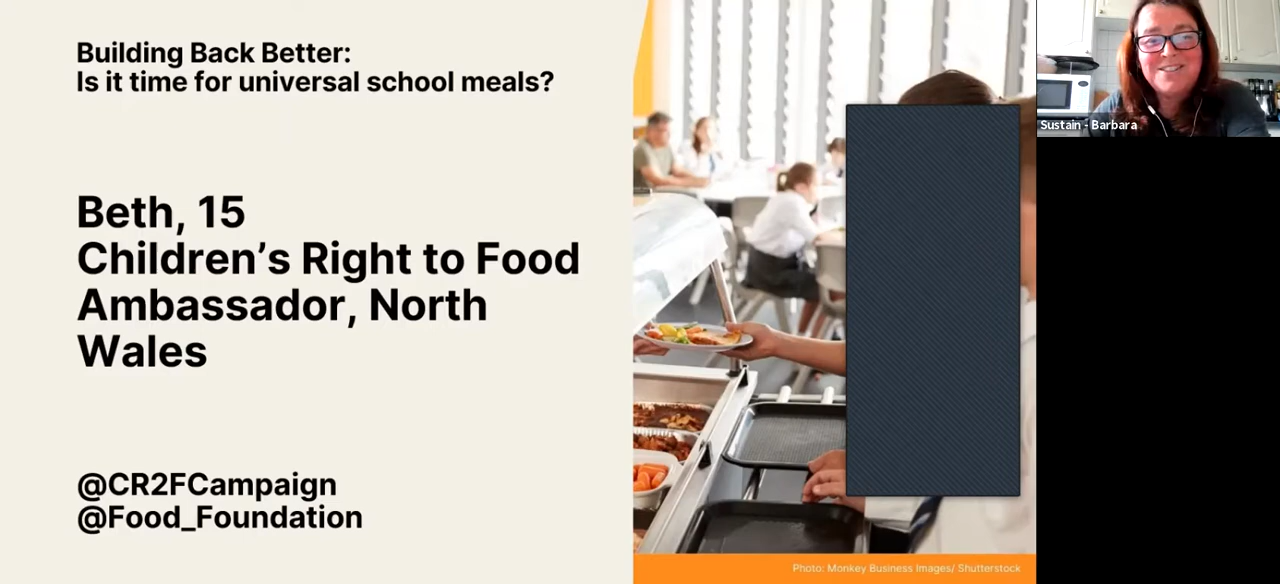 Building Back Better:
Is it time for universal school meals?
Beth, 15
Children’s Right to Food
Ambassador, North
Wales
@CR2FCampaign
@Food_Foundation
Photo: Monkey Business Images/ Shutterstock
Sustain - Barbara